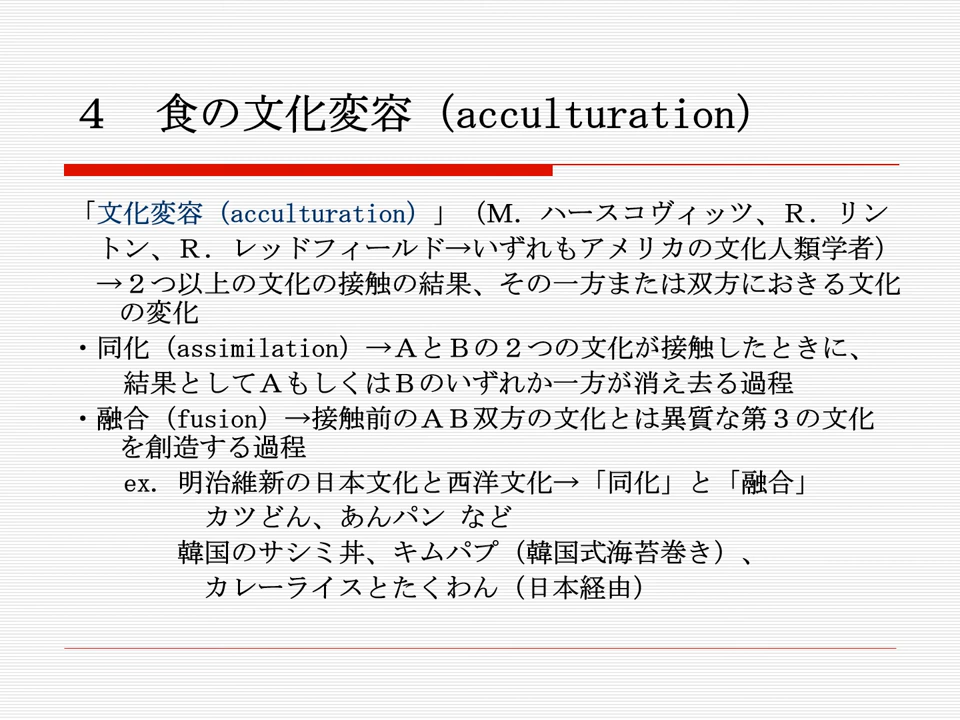 ４　食の文化変容（acculturation）
「文化変容（acculturation）」（Ｍ．ハースコヴィッツ、Ｒ．リン
トン、Ｒ．レッドフィールド→いずれもアメリカの文化人類学者）
→２つ以上の文化の接触の結果、その一方または双方におきる文化
の変化
・同化（assimilation）→ＡとＢの２つの文化が接触したときに、
結果としてＡもしくはＢのいずれか一方が消え去る過程
・融合（fusion）→接触前のＡＢ双方の文化とは異質な第３の文化
を創造する過程
ex. 明治維新の日本文化と西洋文化→「同化」と「融合」
カツどん、あんパン など
韓国のサシミ丼、キムパプ（韓国式海苔巻き）、
カレーライスとたくわん（日本経由）